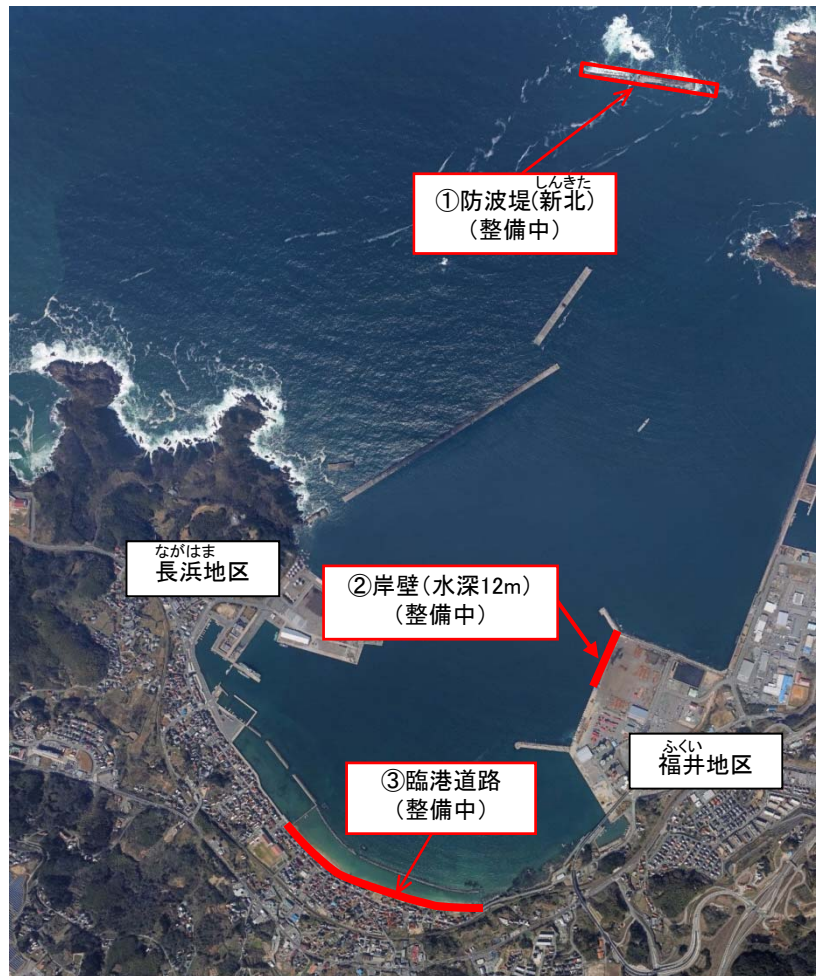 しんきた
①防波堤(新北)
(整備中)
ながはま
長浜地区
②岸壁(水深12m)
(整備中)
ふくい
福井地区
③臨港道路
(整備中)